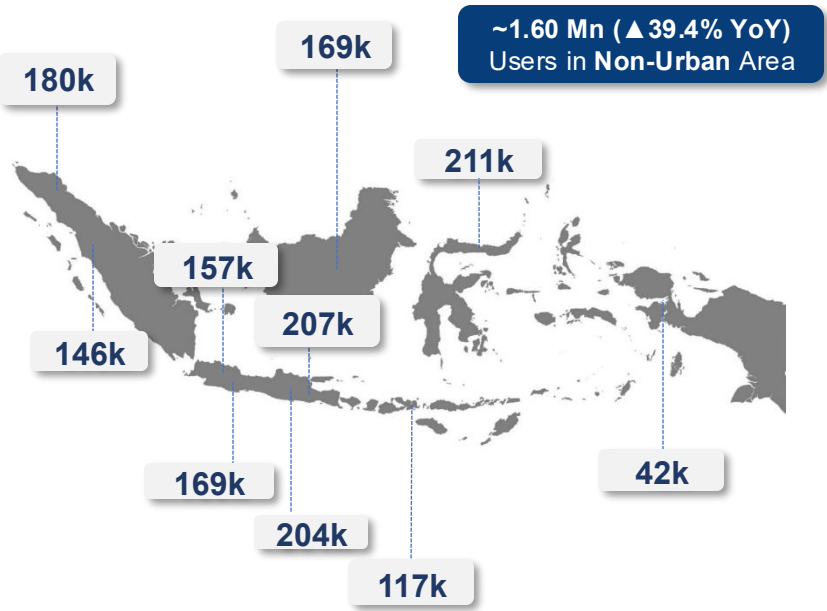 ~1.60 Mn (▲39.4% YoY)
Users in Non-Urban Area
169k
180k
211k
157k
207k
146k
169k
42k
204k
117k